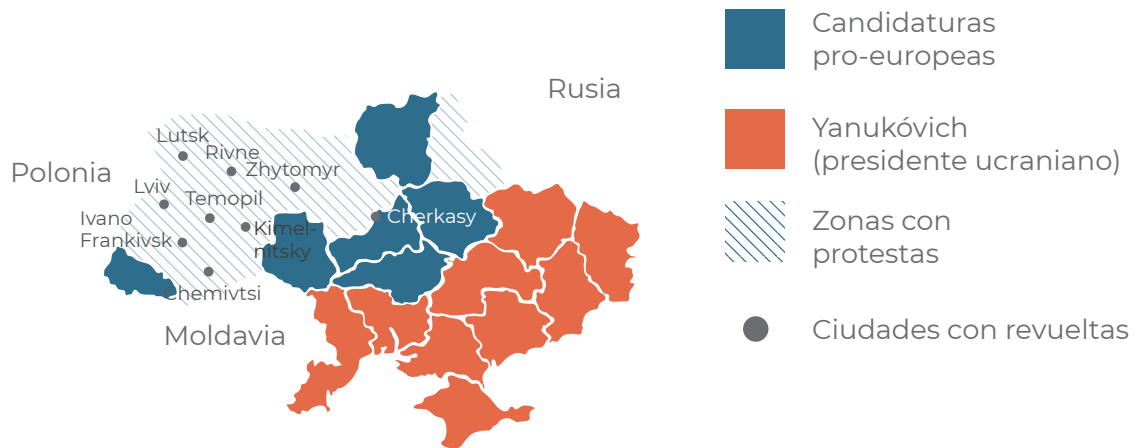 Rusia
Polonia
Lutsk
Rivne
Zhytomyr
Lviv
Temopil
Ivano
Frankivsk
Kimel-
nitsky
Cherkasy
Chemivtsi
Moldavia
Candidaturas
pro-europeas
Yanukóvich
(presidente ucraniano)
Zonas con
protestas
Ciudades con revueltas